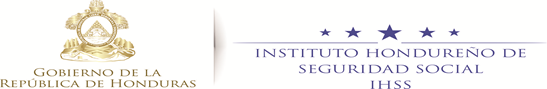 GOBIERNO DE LA
REPÚBLICA DE HONDURAS
INSTITUTO HONDUREÑO DE
SEGURIDAD SOCIAL
IHSS